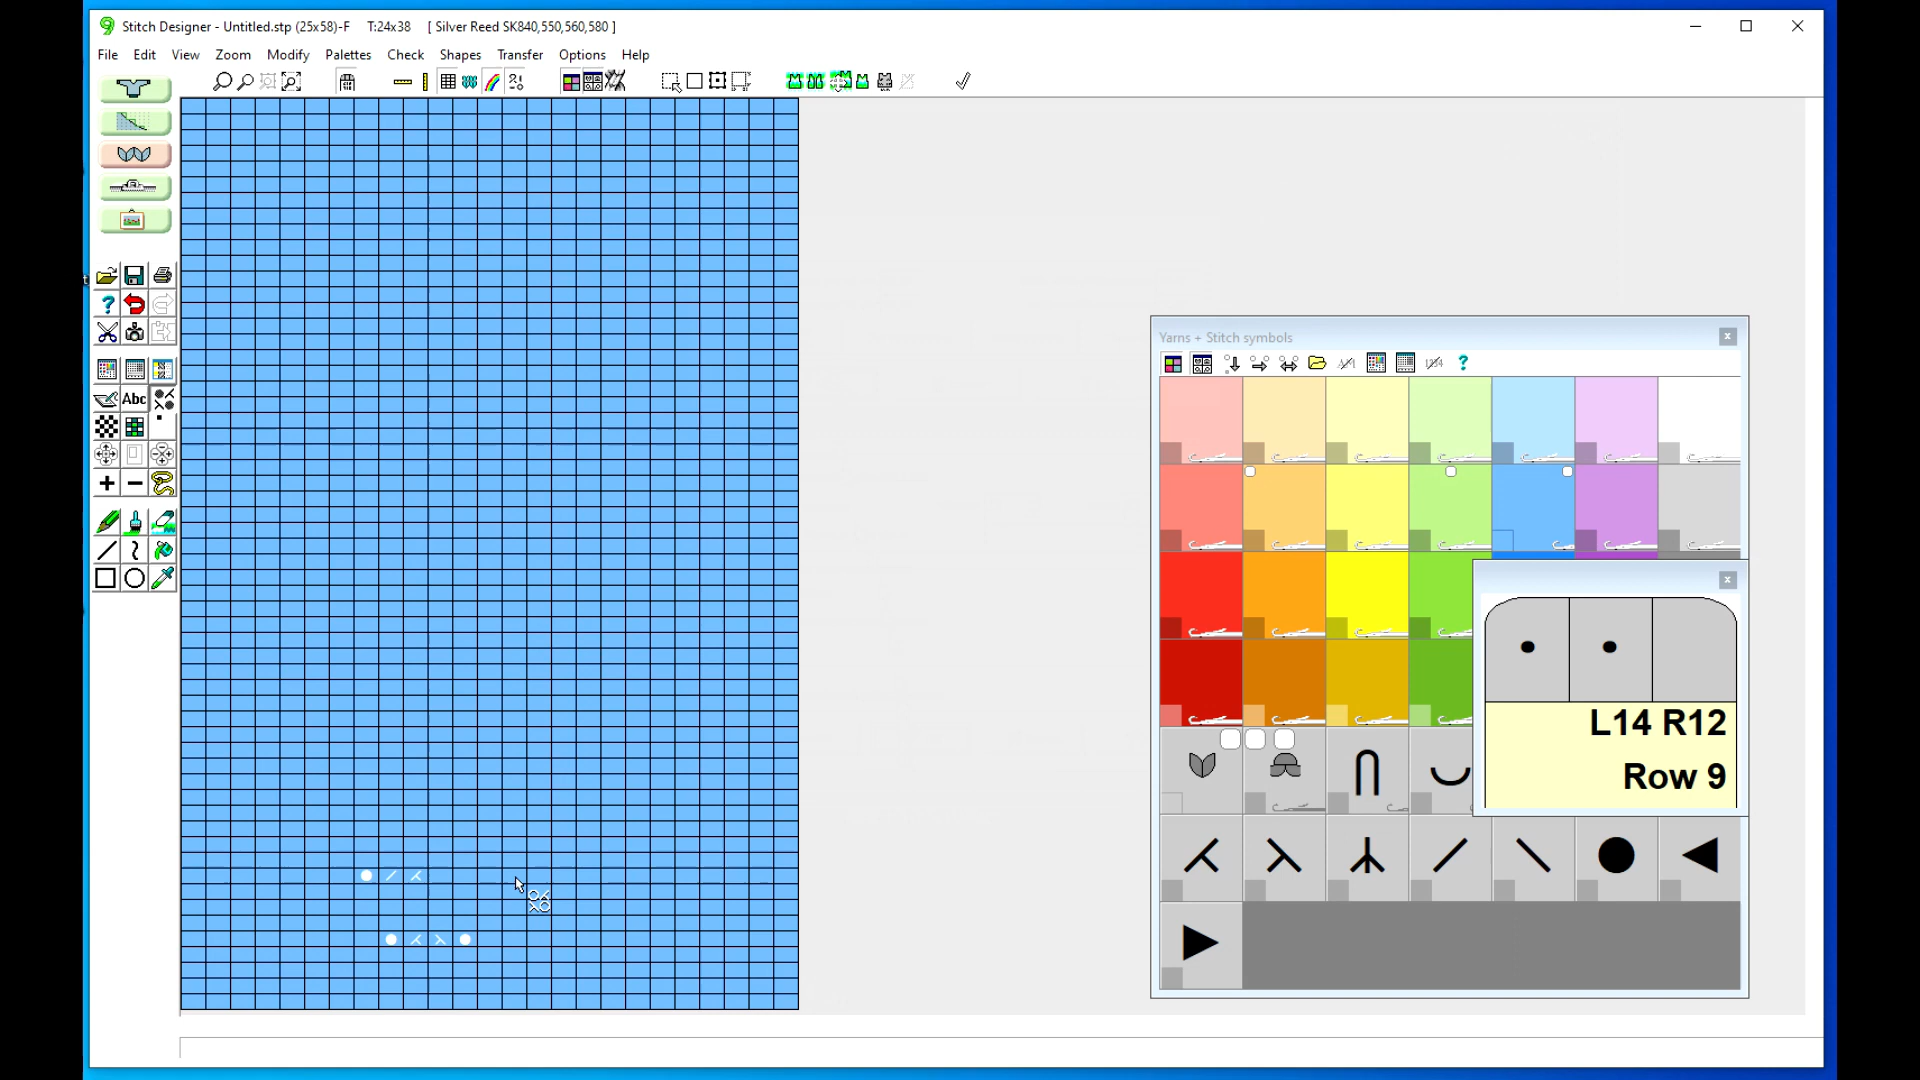 Stitch Designer - Untitled.stp (25x58)-F T:24x38 [ Silver Reed SK840,550,560,580 ]
File Edit View Zoom Modify Palettes Check Shapes Transfer Options Help
Abc
Yarns + Stitch symbols
L14 R12
Row 9